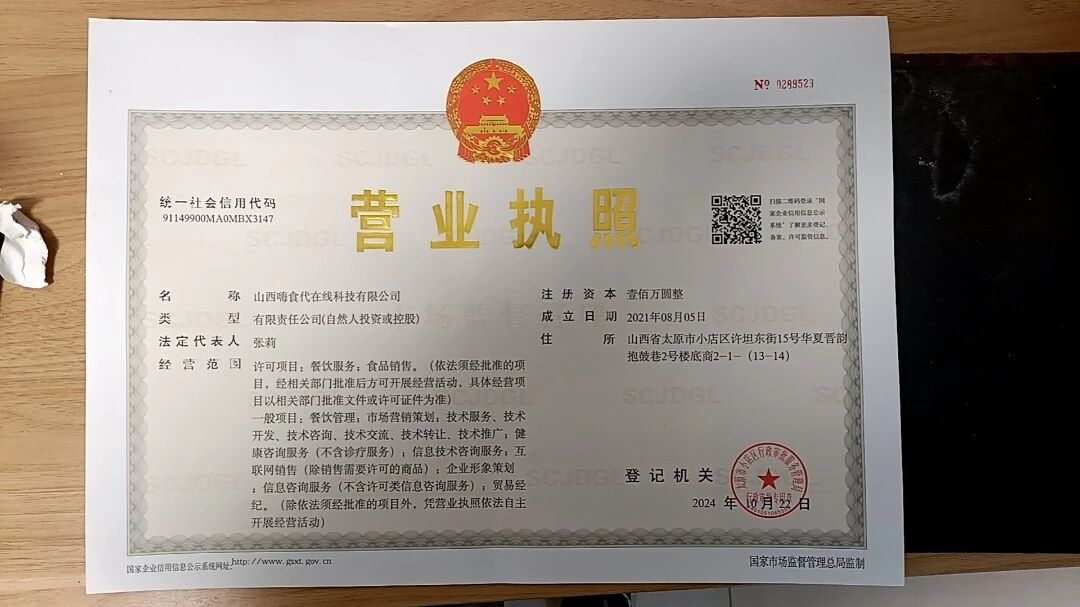 № 0289523
统一社会信用代码
91149900MA0MBX3147
营业执照
扫描二维码登录“国
家企业信用信息公示
系统”了解更多登记、
备案、许可监管信息。
名称 山西嗨食代在线科技有限公司
类型 有限责任公司(自然人投资或控股)
法定代表人 张莉
经营范围 许可项目：餐饮服务；食品销售。（依法须经批准的项
目，经相关部门批准后方可开展经营活动，具体经营项
目以相关部门批准文件或许可证件为准）
一般项目：餐饮管理；市场营销策划；技术服务、技术
开发、技术咨询、技术交流、技术转让、技术推广；健
康咨询服务（不含诊疗服务）；信息技术咨询服务；互
联网销售（除销售需要许可的商品）；企业形象策划
；信息咨询服务（不含许可类信息咨询服务）；贸易经
纪。（除依法须经批准的项目外，凭营业执照依法自主
开展经营活动）
注册资本 壹佰万圆整
成立日期 2021年08月05日
住所 山西省太原市小店区许坦东街15号华夏晋韵
抱鼓巷2号楼底商2-1-（13-14）
登记机关
太原市小店区行政审批服务管理局
2024 年 10 月 22 日
国家企业信用信息公示系统网址:http://www.gsxt.gov.cn
国家市场监督管理总局监制
SCJDGL